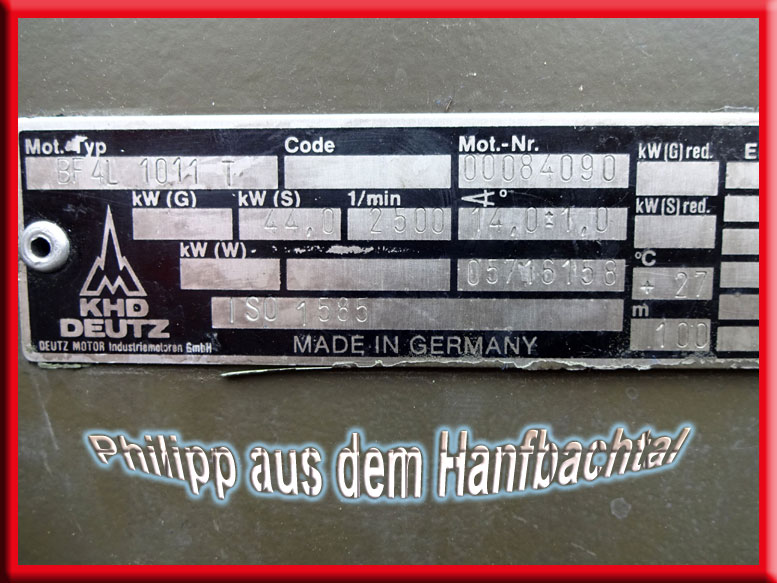 Mot.-Typ Code Mot.-Nr. kW(G) red. E
BF4L 1011 T 00084090
kW (G) kW (S) 1/min ∢° kW(S) red.
44,0 2500 14,0±1,0
kW (W) °C
05716158 + 27
ISO 1585 m
100
KHD
DEUTZ
DEUTZ MOTOR Industriemotoren GmbH MADE IN GERMANY
Philipp aus dem Hanfbachtal